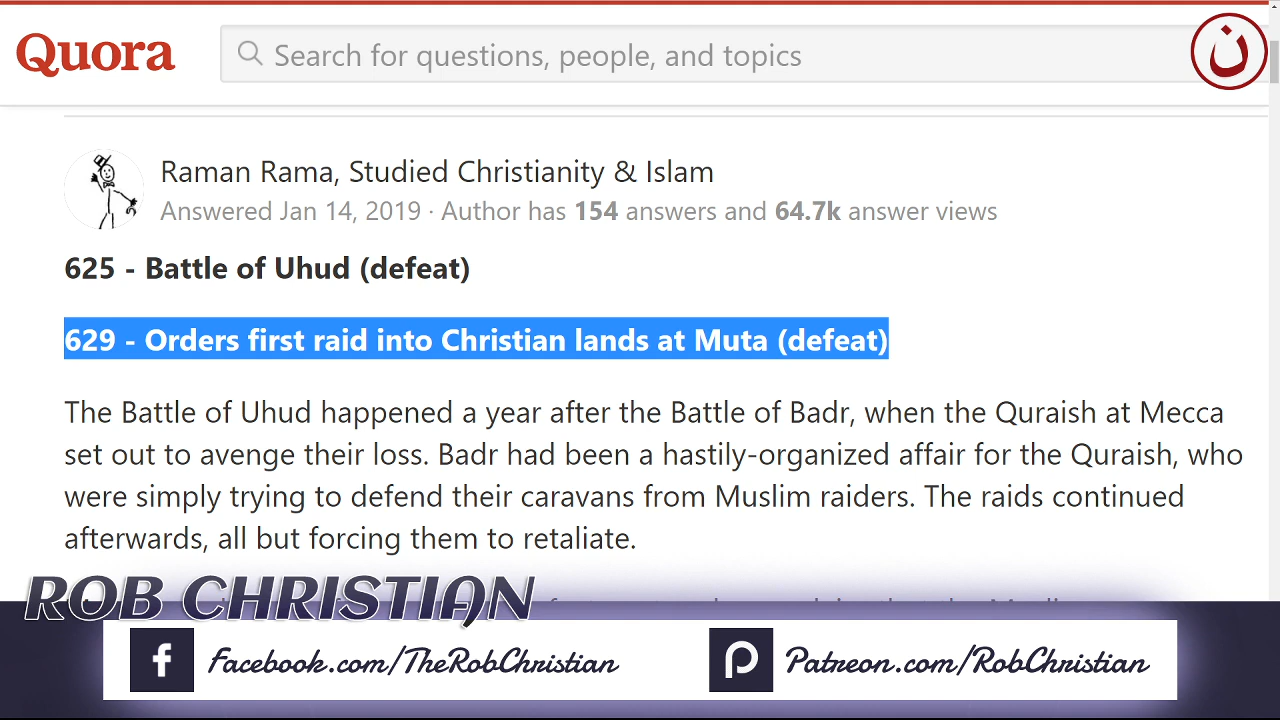 Quora
Search for questions, people, and topics
ن
Raman Rama, Studied Christianity & Islam
Answered Jan 14, 2019 · Author has 154 answers and 64.7k answer views
625 - Battle of Uhud (defeat)
629 - Orders first raid into Christian lands at Muta (defeat)
The Battle of Uhud happened a year after the Battle of Badr, when the Quraish at Mecca
set out to avenge their loss. Badr had been a hastily-organized affair for the Quraish, who
were simply trying to defend their caravans from Muslim raiders. The raids continued
afterwards, all but forcing them to retaliate.
ROB CHRISTIAN
Facebook.com/TheRobChristian
Patreon.com/RobChristian